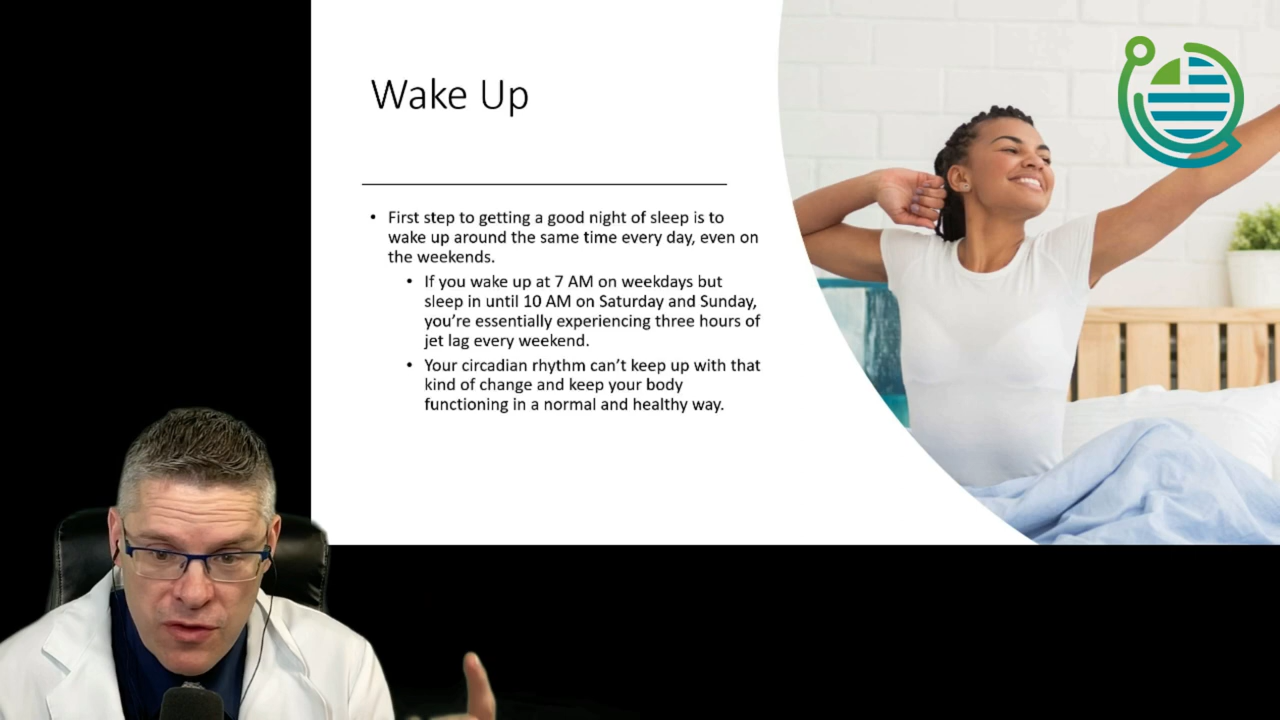 Wake Up
• First step to getting a good night of sleep is to
wake up around the same time every day, even on
the weekends.
• If you wake up at 7 AM on weekdays but
sleep in until 10 AM on Saturday and Sunday,
you're essentially experiencing three hours of
jet lag every weekend.
• Your circadian rhythm can't keep up with that
kind of change and keep your body
functioning in a normal and healthy way.